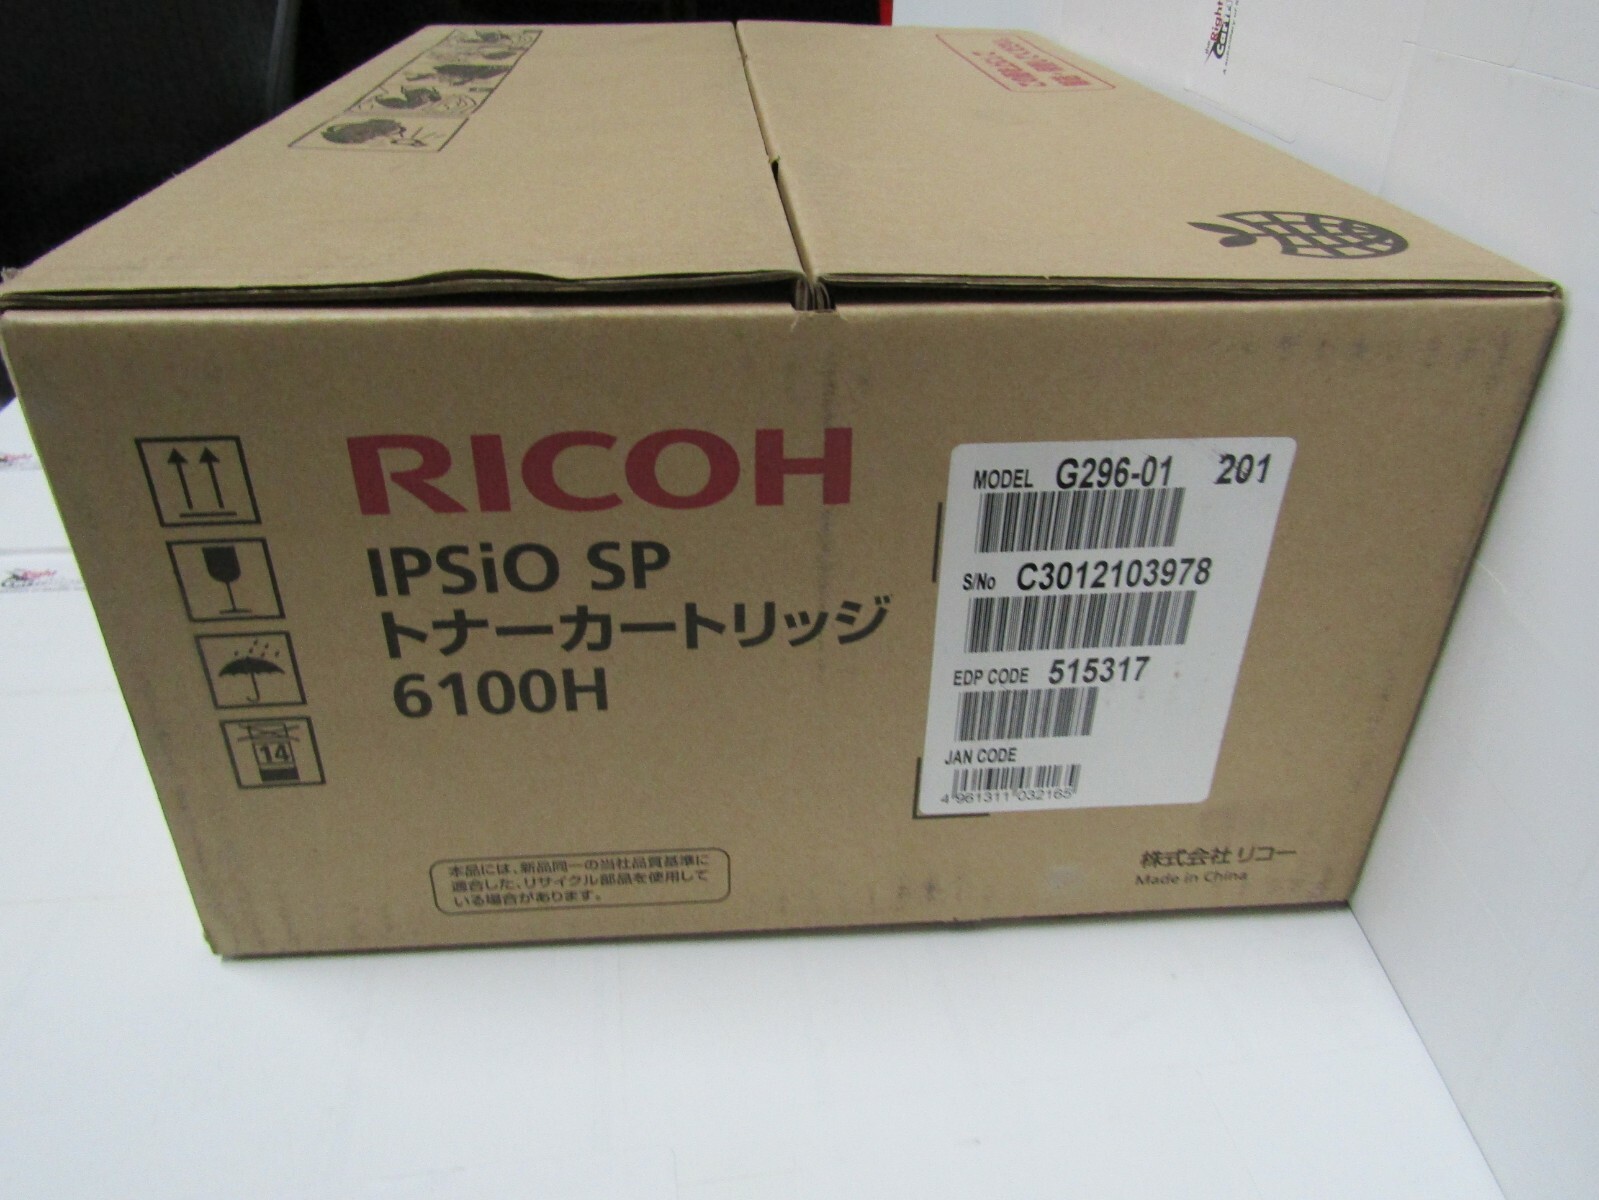 RICOH
IPSiO SP
トナーカートリッジ
6100H
14
MODEL G296-01 201
S/No C3012103978
EDP CODE 515317
JAN CODE
4 961311 032165
本品には、新品同一の当社品質基準に
適合した、リサイクル部品を使用して
いる場合があります。
株式会社 リコー
Made in China
Right